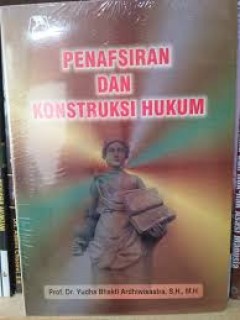 PENAFSIRAN
DAN
KONSTRUKSI HUKUM
Prof. Dr. Yudha Bhakti Ardhiwisastra, S.H., M.H.